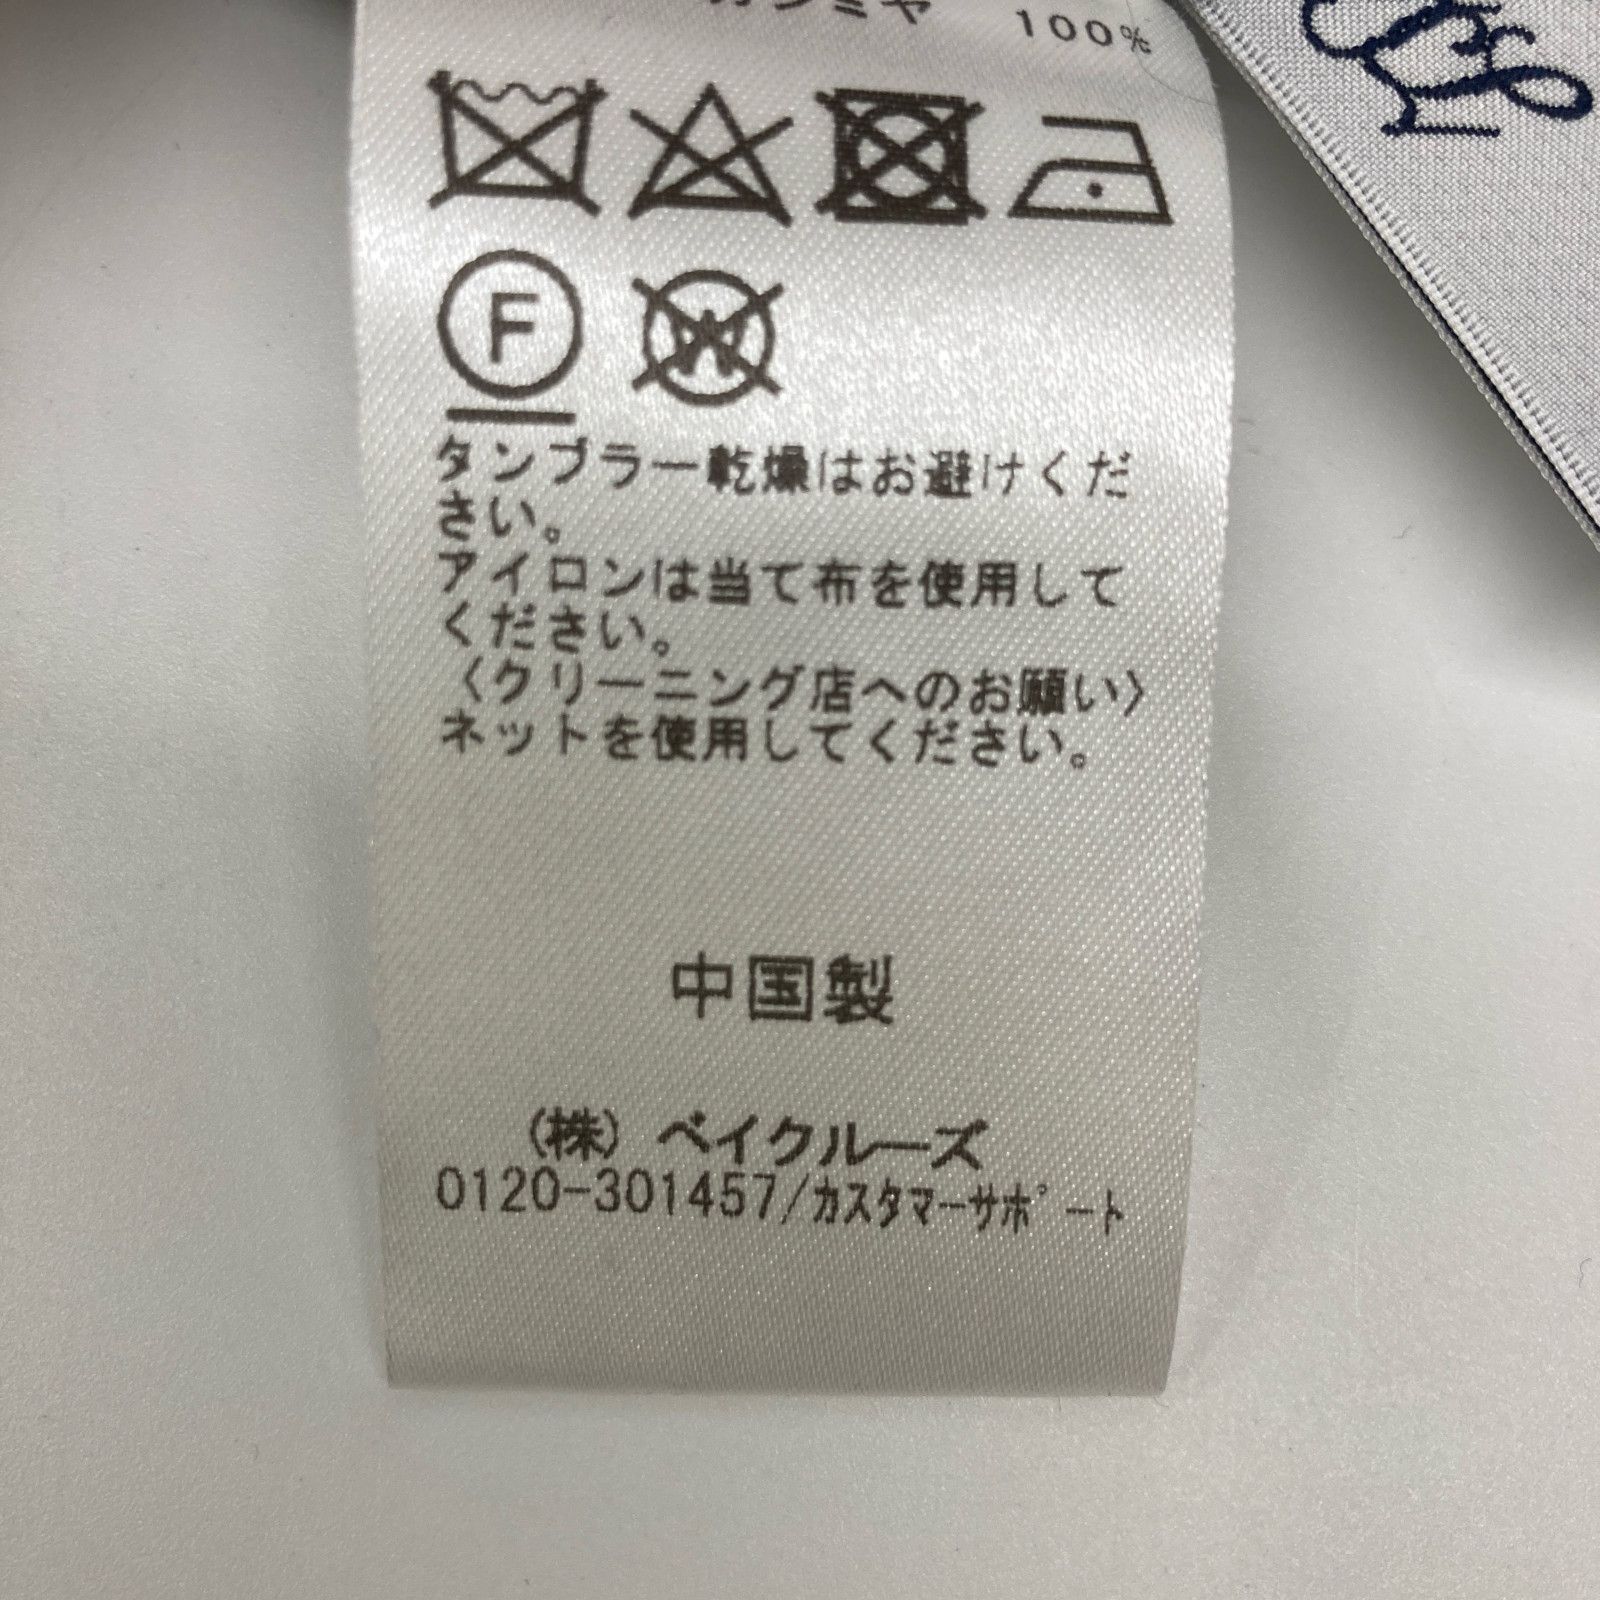 カシミヤ 100%
F
W
タンブラー乾燥はお避けくだ
さい。
アイロンは当て布を使用して
ください。
〈クリーニング店へのお願い〉
ネットを使用してください。
中国製
(株) ベイクルーズ
0120-301457/カスタマーサポート